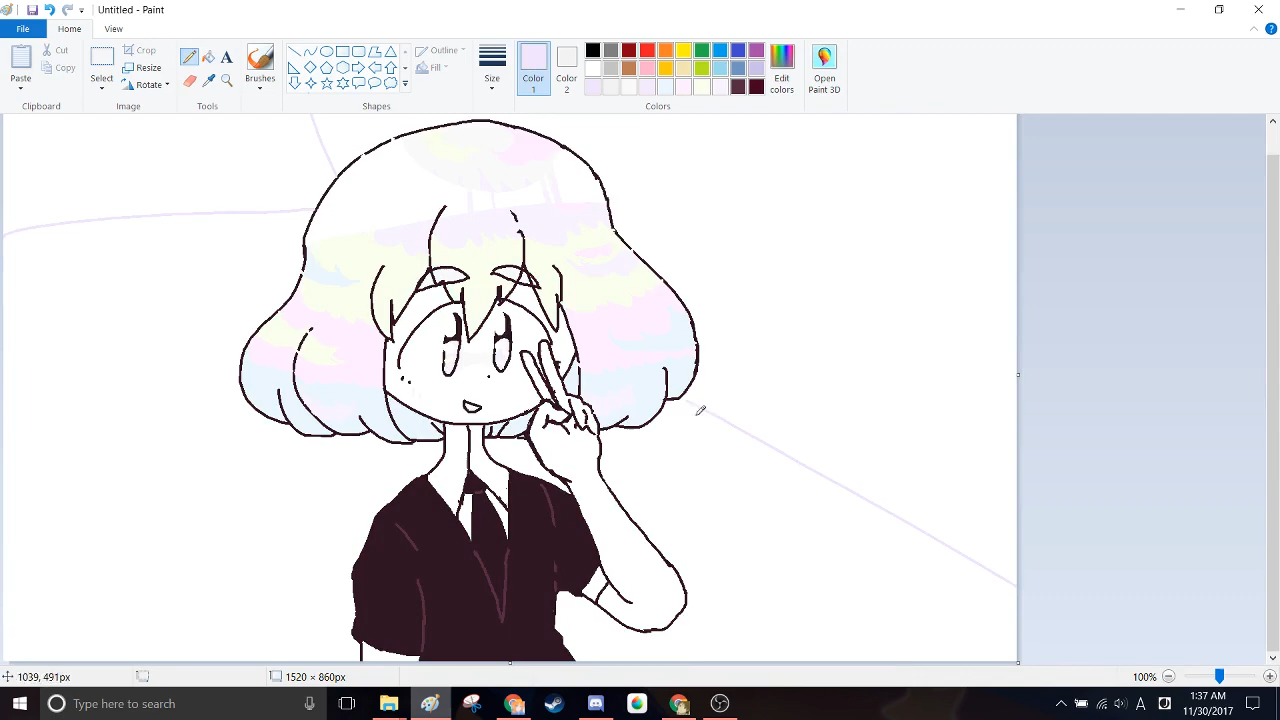 Untitled - Paint
File Home View
Paste Cut Copy
Clipboard
Select Crop Resize Rotate
Image
A
Tools
Brushes
Outline Fill
Shapes
Size
Color 1
Color 2
Edit colors
Colors
Open Paint 3D
1039, 491px 1520 × 860px 100%
Type here to search
A
1:37 AM
11/30/2017